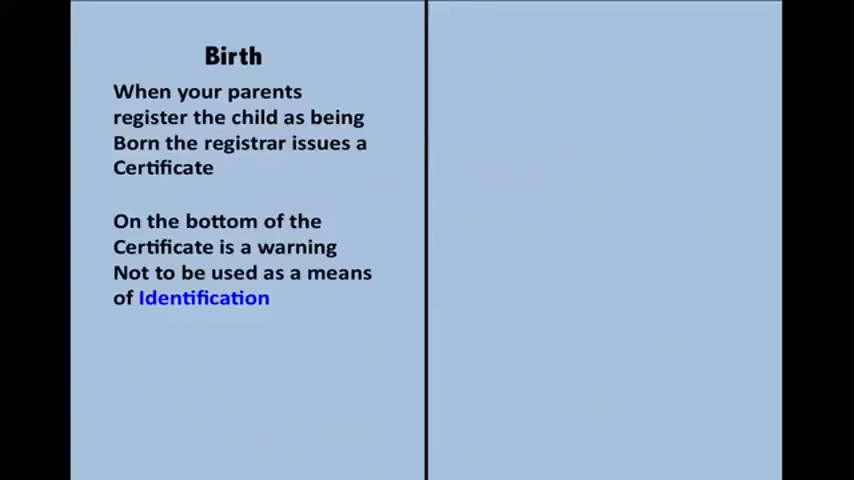 Birth
When your parents
register the child as being
Born the registrar issues a
Certificate
On the bottom of the
Certificate is a warning
Not to be used as a means
of Identification